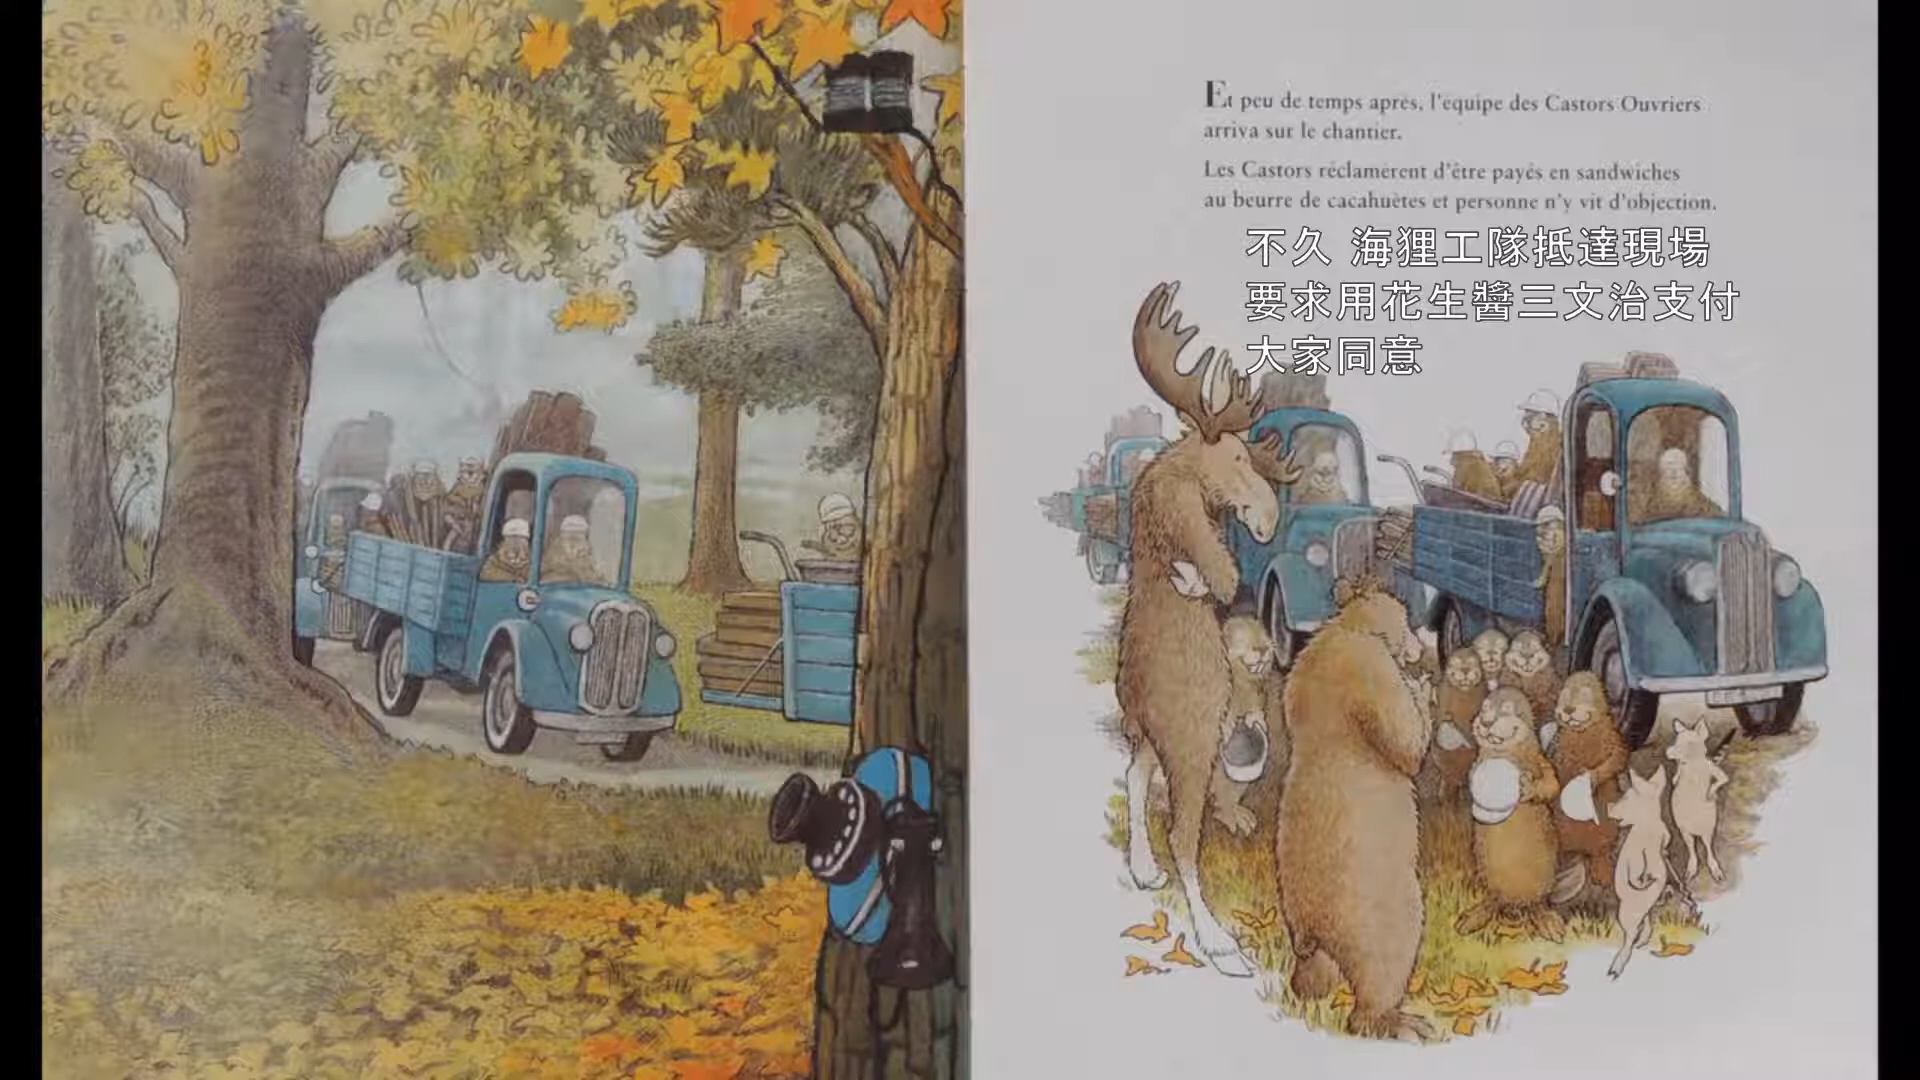 Et peu de temps après, l'équipe des Castors Ouvriers
arriva sur le chantier.
Les Castors réclamèrent d'être payés en sandwiches
au beurre de cacahuètes et personne n'y vit d'objection.
不久 海狸工隊抵達現場
要求用花生醬三文治支付
大家同意